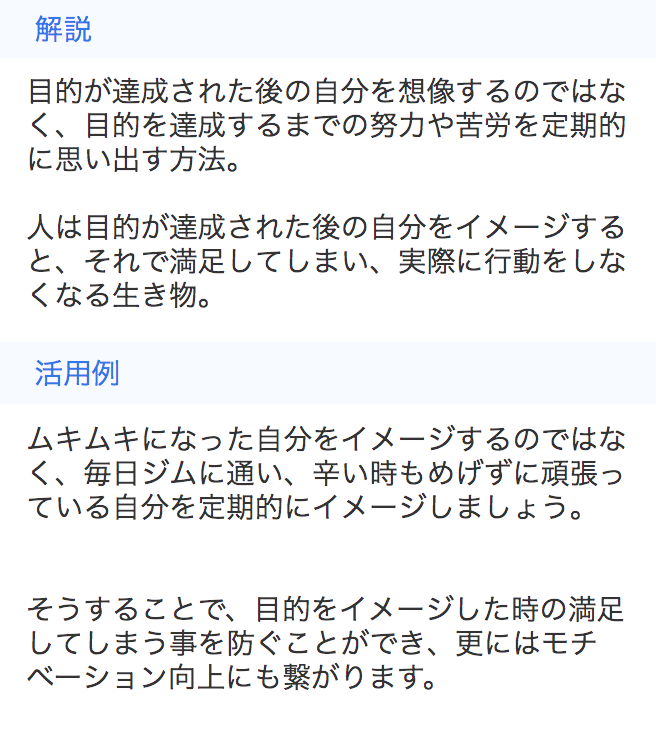 解説
目的が達成された後の自分を想像するのではな
く、目的を達成するまでの努力や苦労を定期的
に思い出す方法。
人は目的が達成された後の自分をイメージする
と、それで満足してしまい、実際に行動をしな
くなる生き物。
活用例
ムキムキになった自分をイメージするのではな
く、毎日ジムに通い、辛い時もめげずに頑張っ
ている自分を定期的にイメージしましょう。
そうすることで、目的をイメージした時の満足
してしまう事を防ぐことができ、更にはモチ
ベーション向上にも繋がります。